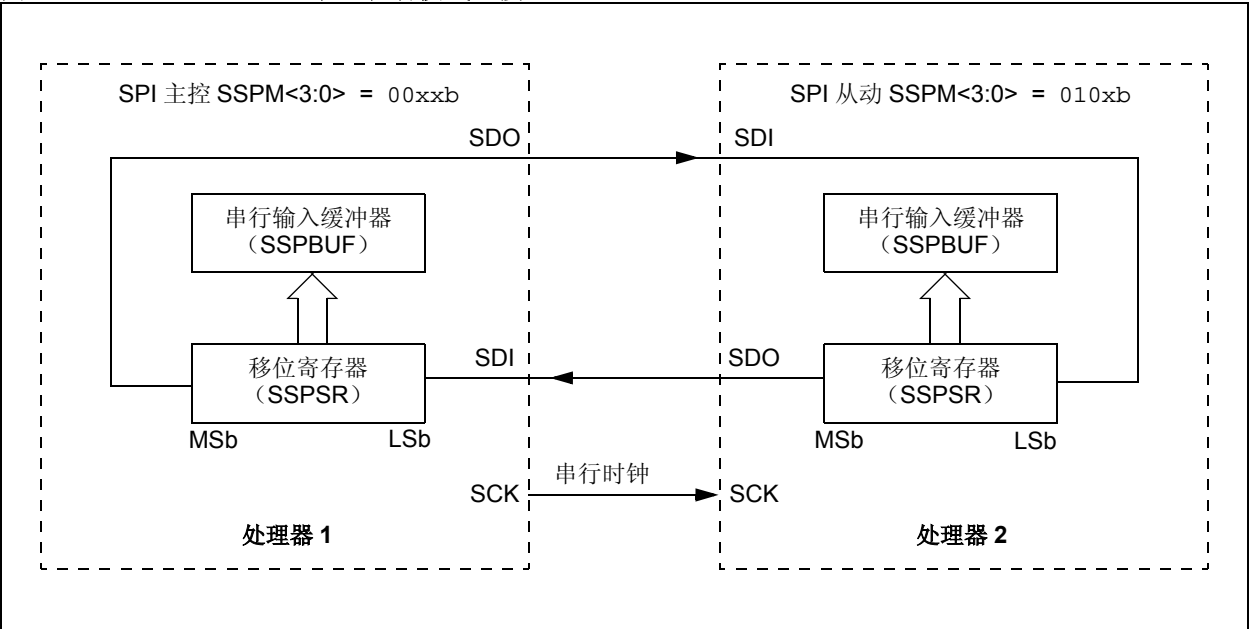 SPI 主控 SSPM<3:0> = 00xxb
SPI 从动 SSPM<3:0> = 010xb
SDO
SDI
串行输入缓冲器
（SSPBUF）
串行输入缓冲器
（SSPBUF）
移位寄存器
（SSPSR）
SDI
SDO
移位寄存器
（SSPSR）
MSb
LSb
MSb
LSb
串行时钟
SCK
SCK
处理器 1
处理器 2